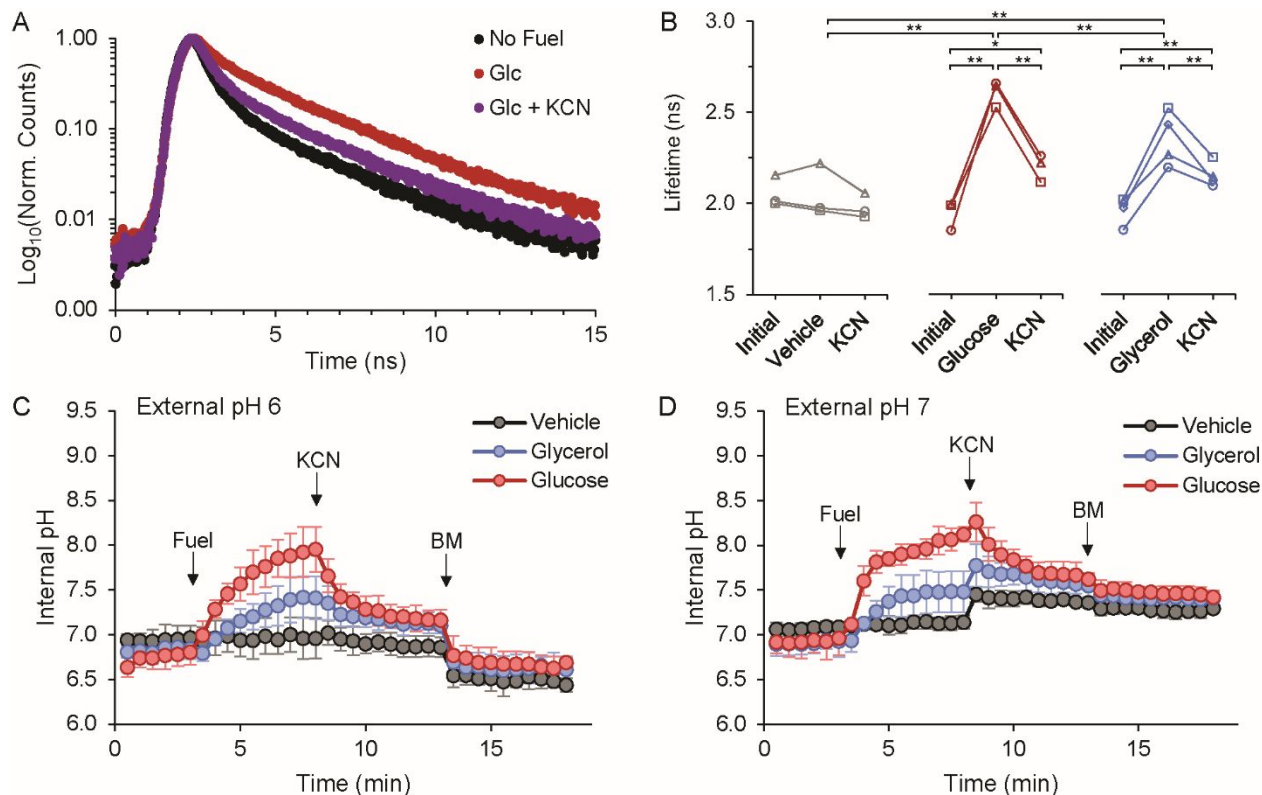 A
1.00
0.10
0.01
0.00
Log10(Norm. Counts)
0
5
10
15
Time (ns)
No Fuel
Glc
Glc + KCN
B
Lifetime (ns)
3.0
2.5
2.0
1.5
**
** **
* **
** ** ** **
Initial
Vehicle
KCN
Initial
Glucose
KCN
Initial
Glycerol
KCN
C External pH 6
Internal pH
9.5
9.0
8.5
8.0
7.5
7.0
6.5
6.0
Fuel
KCN
BM
Vehicle
Glycerol
Glucose
0 5 10 15
Time (min)
D External pH 7
Internal pH
9.5
9.0
8.5
8.0
7.5
7.0
6.5
6.0
Fuel
KCN
BM
Vehicle
Glycerol
Glucose
0 5 10 15
Time (min)